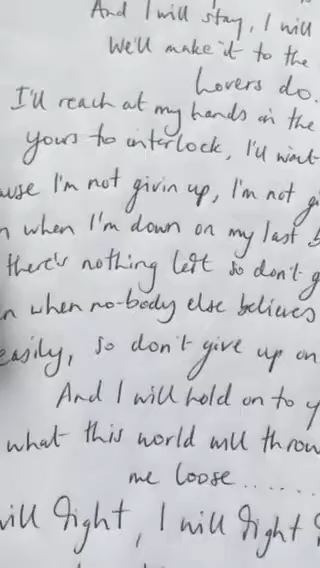 And I will stay, I will
We'll make it to the
lovers do.
I'll reach at my hands in the
yours to interlock, I'll wait
I'm not givin up, I'm not
when I'm down on my last
there's nothing left so don't
when no-body else believes
easily, so don't give up on
And I will hold on to
what this world will throw
me loose......
will fight, I will fight